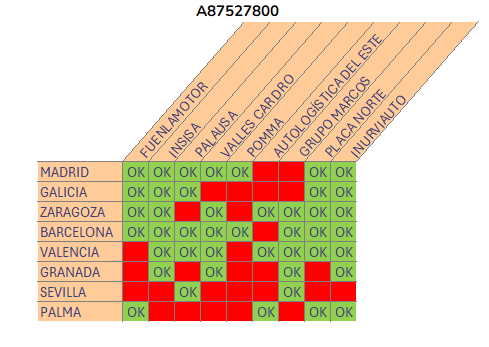 A87527800
FUENLAMOTOR
INSISA
PALAUSA
VALLES CARDRO
POMMA
AUTOLOGÍSTICA DEL ESTE
GRUPO MARCOS
PLACA NORTE
INURVIAUTO
MADRID OK OK OK OK OK OK OK
GALICIA OK OK OK OK OK
ZARAGOZA OK OK OK OK OK OK OK
BARCELONA OK OK OK OK OK OK OK OK
VALENCIA OK OK OK OK OK OK OK
GRANADA OK OK OK OK
SEVILLA OK OK
PALMA OK OK OK OK